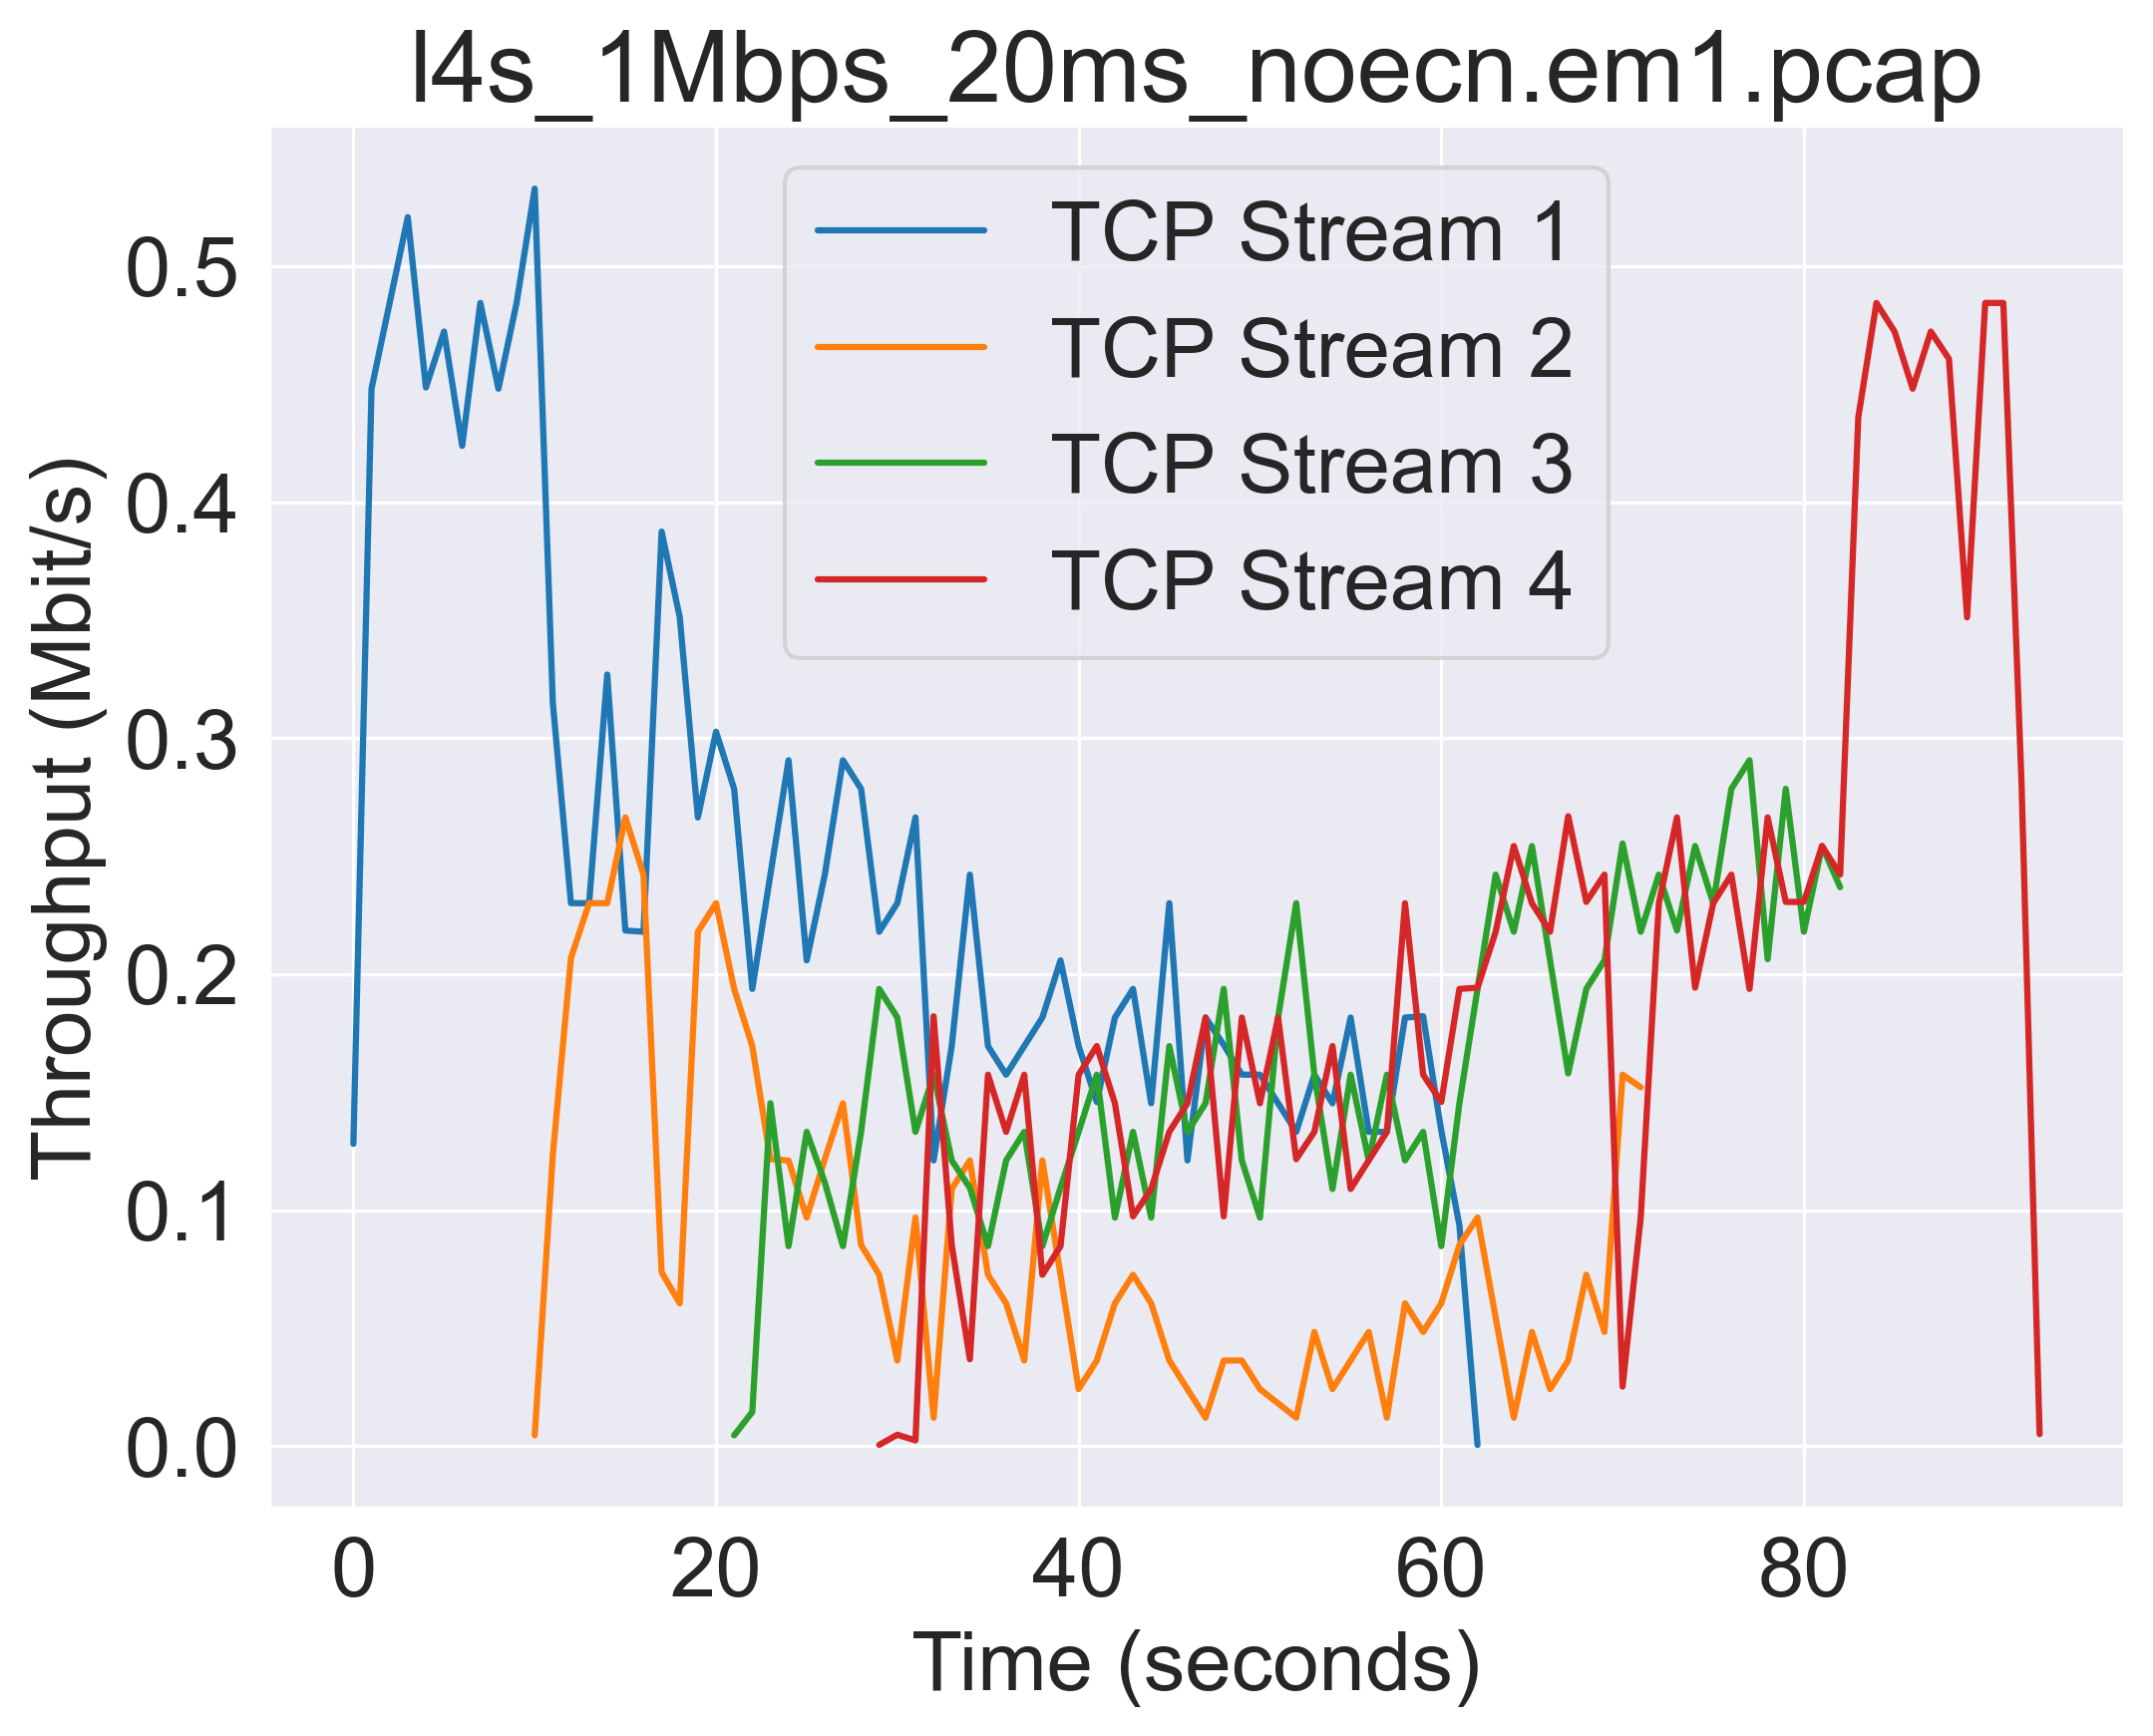 l4s_1Mbps_20ms_noecn.em1.pcap
TCP Stream 1
TCP Stream 2
TCP Stream 3
TCP Stream 4
Throughput (Mbit/s)
0.5
0.4
0.3
0.2
0.1
0.0
0 20 40 60 80
Time (seconds)